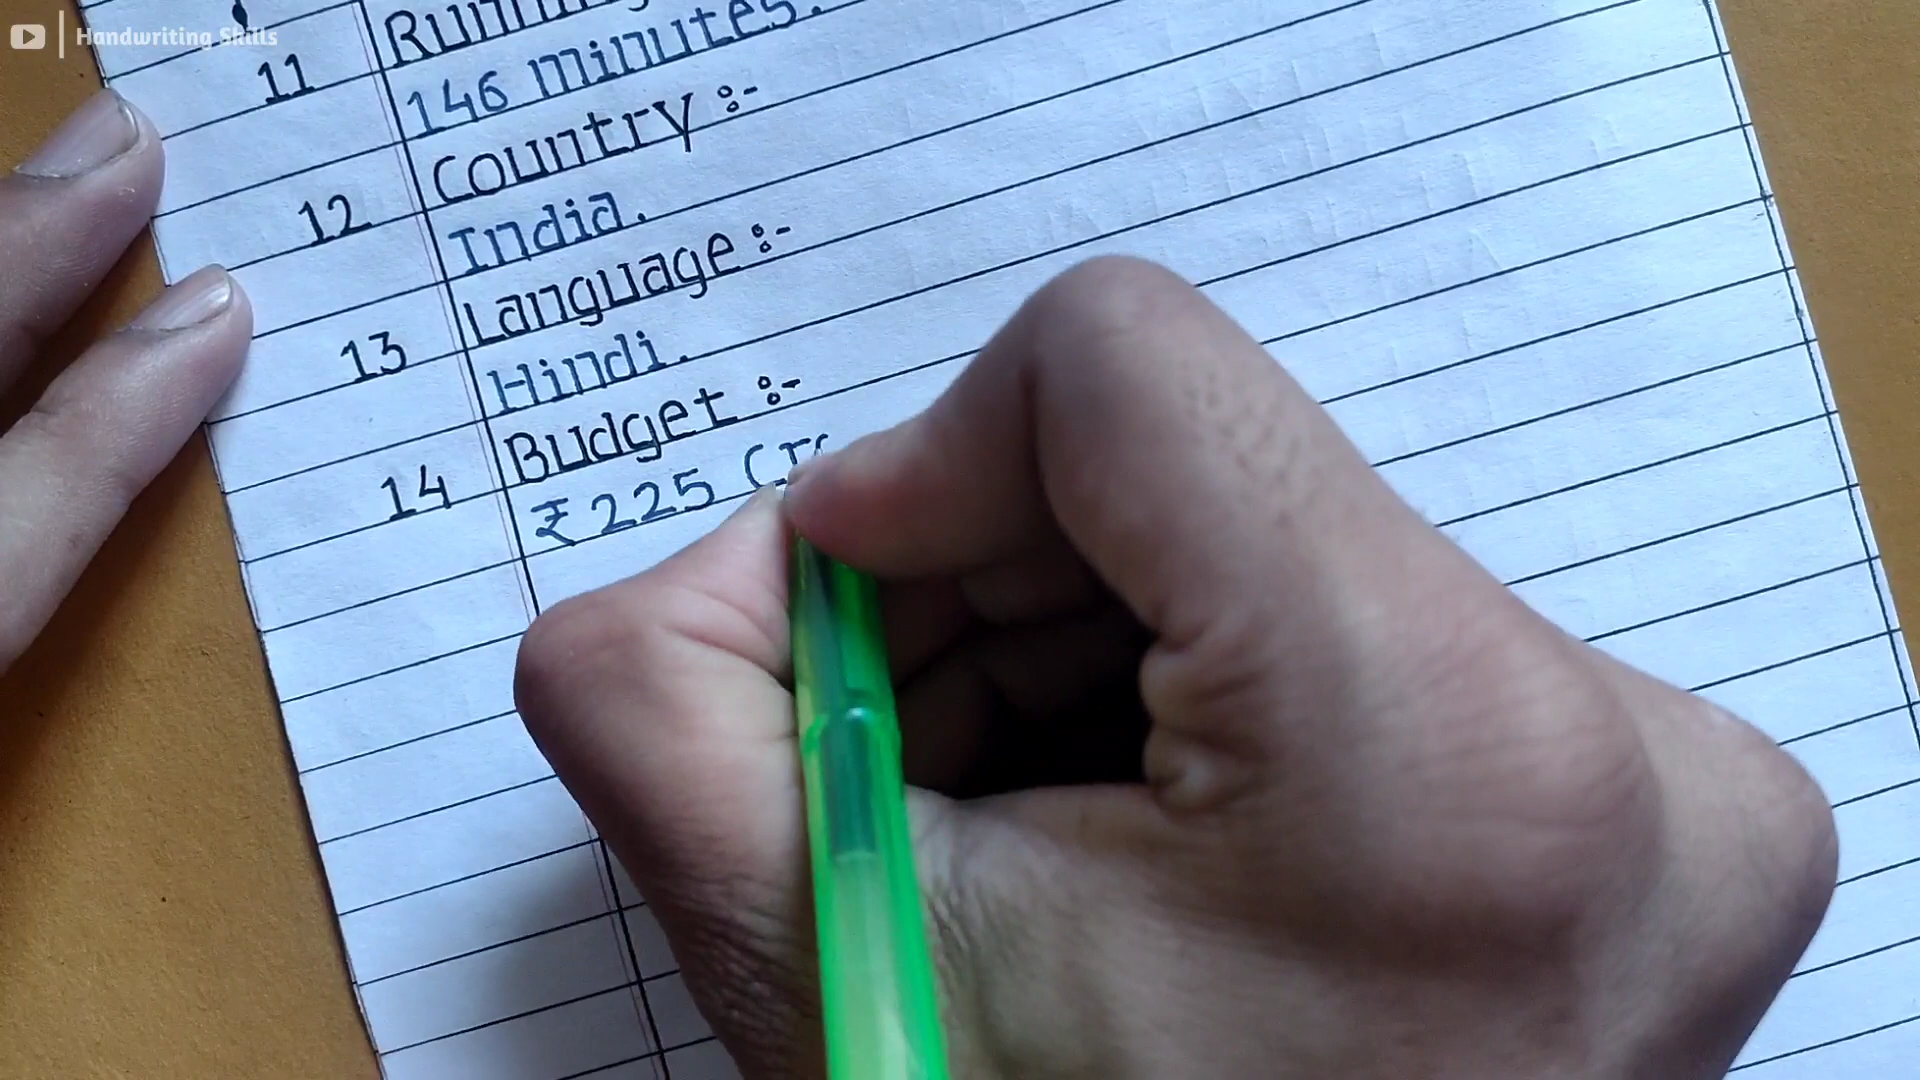 Handwriting Skills
11
146 minutes.
Country :-
12
India.
Language :-
13
Hindi.
Budget :-
14
₹ 225